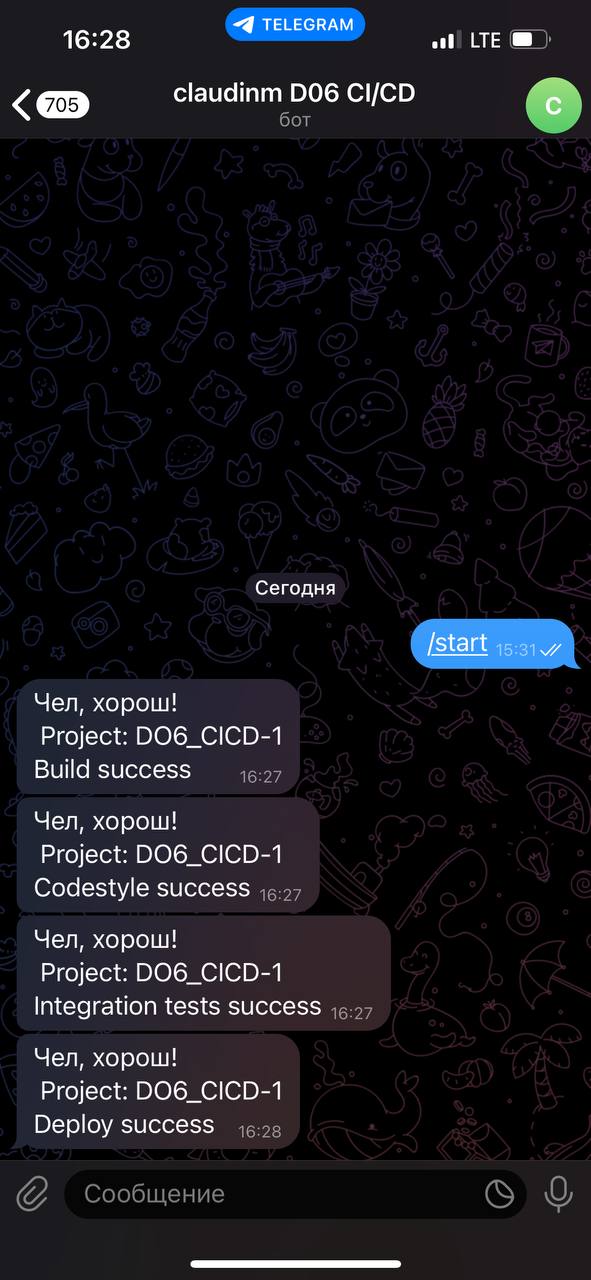 16:28
TELEGRAM
LTE
705
claudinm D06 CI/CD
бот
C
Сегодня
/start 15:31
Чел, хорош!
Project: DO6_CICD-1
Build success 16:27
Чел, хорош!
Project: DO6_CICD-1
Codestyle success 16:27
Чел, хорош!
Project: DO6_CICD-1
Integration tests success 16:27
Чел, хорош!
Project: DO6_CICD-1
Deploy success 16:28
Сообщение